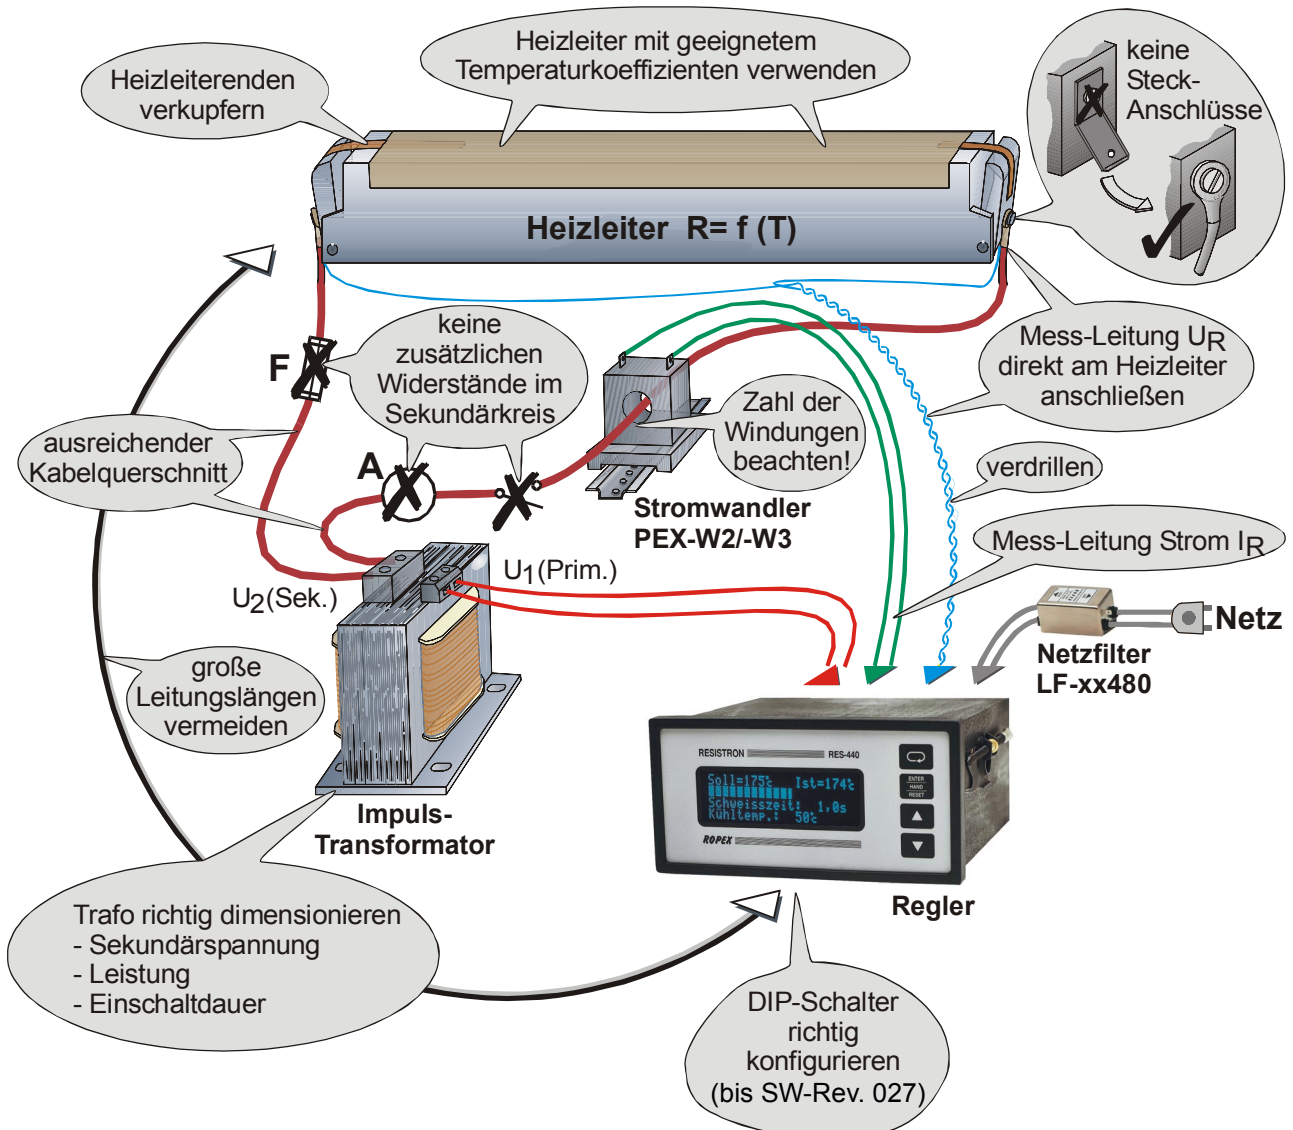 Heizleiterenden
verkupfern
Heizleiter mit geeignetem
Temperaturkoeffizienten verwenden
keine
Steck-
Anschlüsse
Heizleiter R= f (T)
F
keine
zusätzlichen
Widerstände im
Sekundärkreis
Mess-Leitung UR
direkt am Heizleiter
anschließen
Zahl der
Windungen
beachten!
ausreichender
Kabelquerschnitt
A
verdrillen
Stromwandler
PEX-W2/-W3
Mess-Leitung Strom IR
U1(Prim.)
U2(Sek.)
Netz
Netzfilter
LF-xx480
große
Leitungslängen
vermeiden
RESISTRON
RES-440
Soll=175°c Ist=174°c
Schweisszeit: 1,0s
Kühltemp.: 50°c
ENTER
HAND
RESET
ROPEX
Impuls-
Transformator
Regler
Trafo richtig dimensionieren
- Sekundärspannung
- Leistung
- Einschaltdauer
DIP-Schalter
richtig
konfigurieren
(bis SW-Rev. 027)